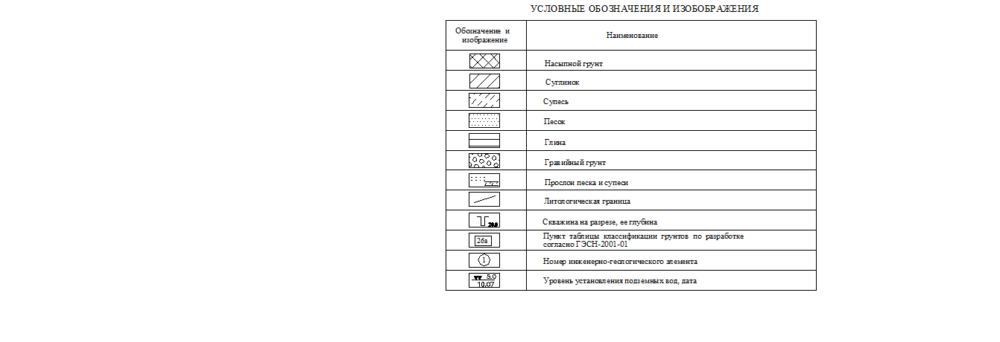 УСЛОВНЫЕ ОБОЗНАЧЕНИЯ И ИЗОБОБРАЖЕНИЯ
Обозначение и
изображение
Наименование
Насыпной грунт
Суглинок
Супесь
Песок
Глина
Гравийный грунт
Прослои песка и супеси
Литологическая граница
20.0
Скважина на разрезе, ее глубина
26а
Пункт таблицы классификации грунтов по разработке
согласно ГЭСН-2001-01
1
Номер инженерно-геологического элемента
5.0
10.07
Уровень установления подземных вод, дата